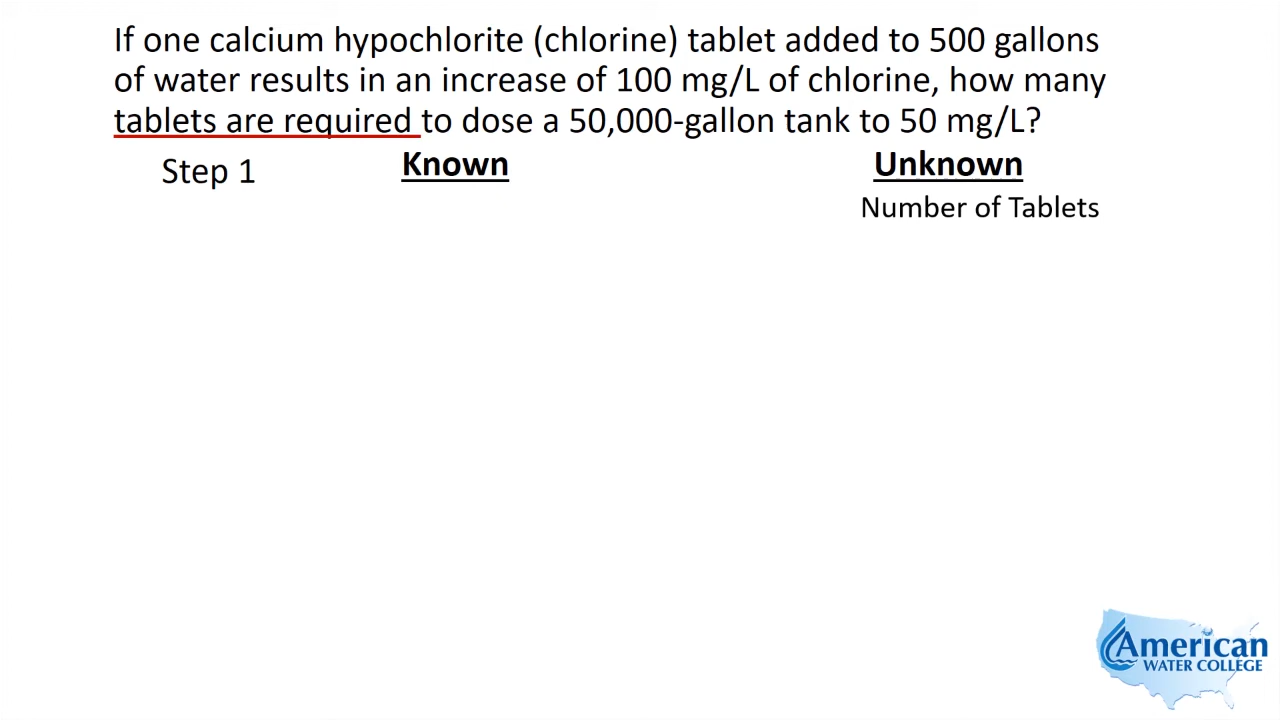 If one calcium hypochlorite (chlorine) tablet added to 500 gallons
of water results in an increase of 100 mg/L of chlorine, how many
tablets are required to dose a 50,000-gallon tank to 50 mg/L?
Step 1 Known Unknown
Number of Tablets
American
WATER COLLEGE